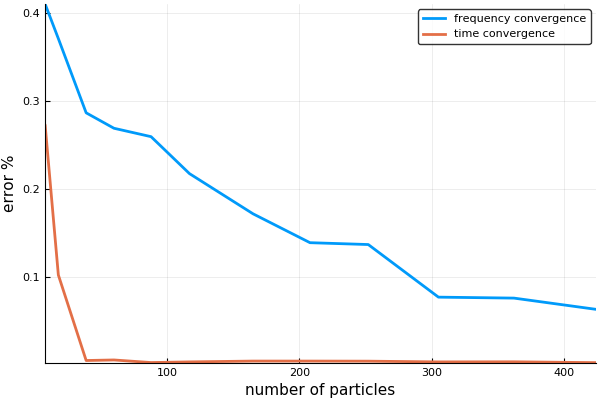 0.4
frequency convergence
time convergence
0.3
error %
0.2
0.1
100 200 300 400
number of particles